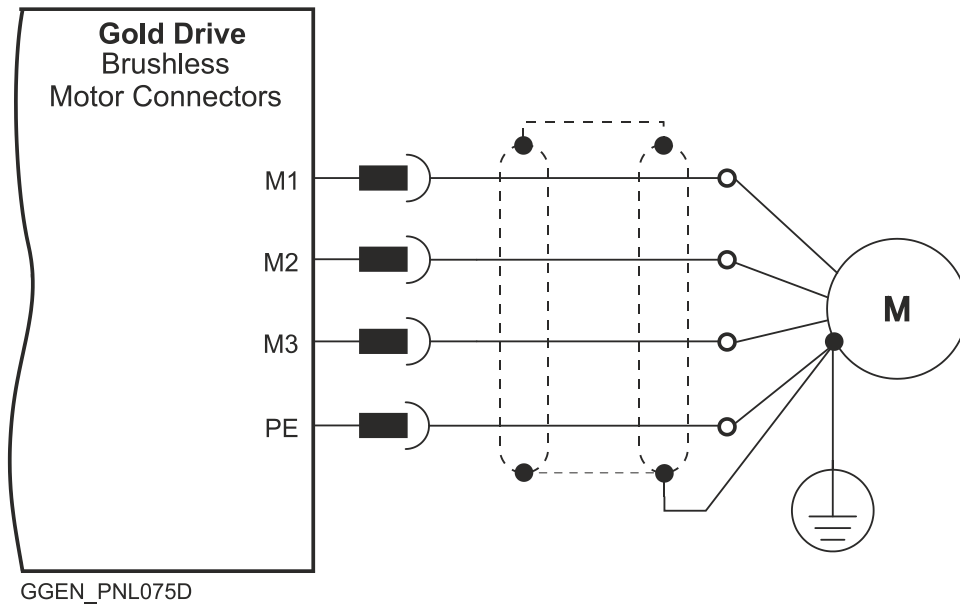 Gold Drive
Brushless
Motor Connectors
M1
M2
M3
PE
M
GGEN_PNL075D